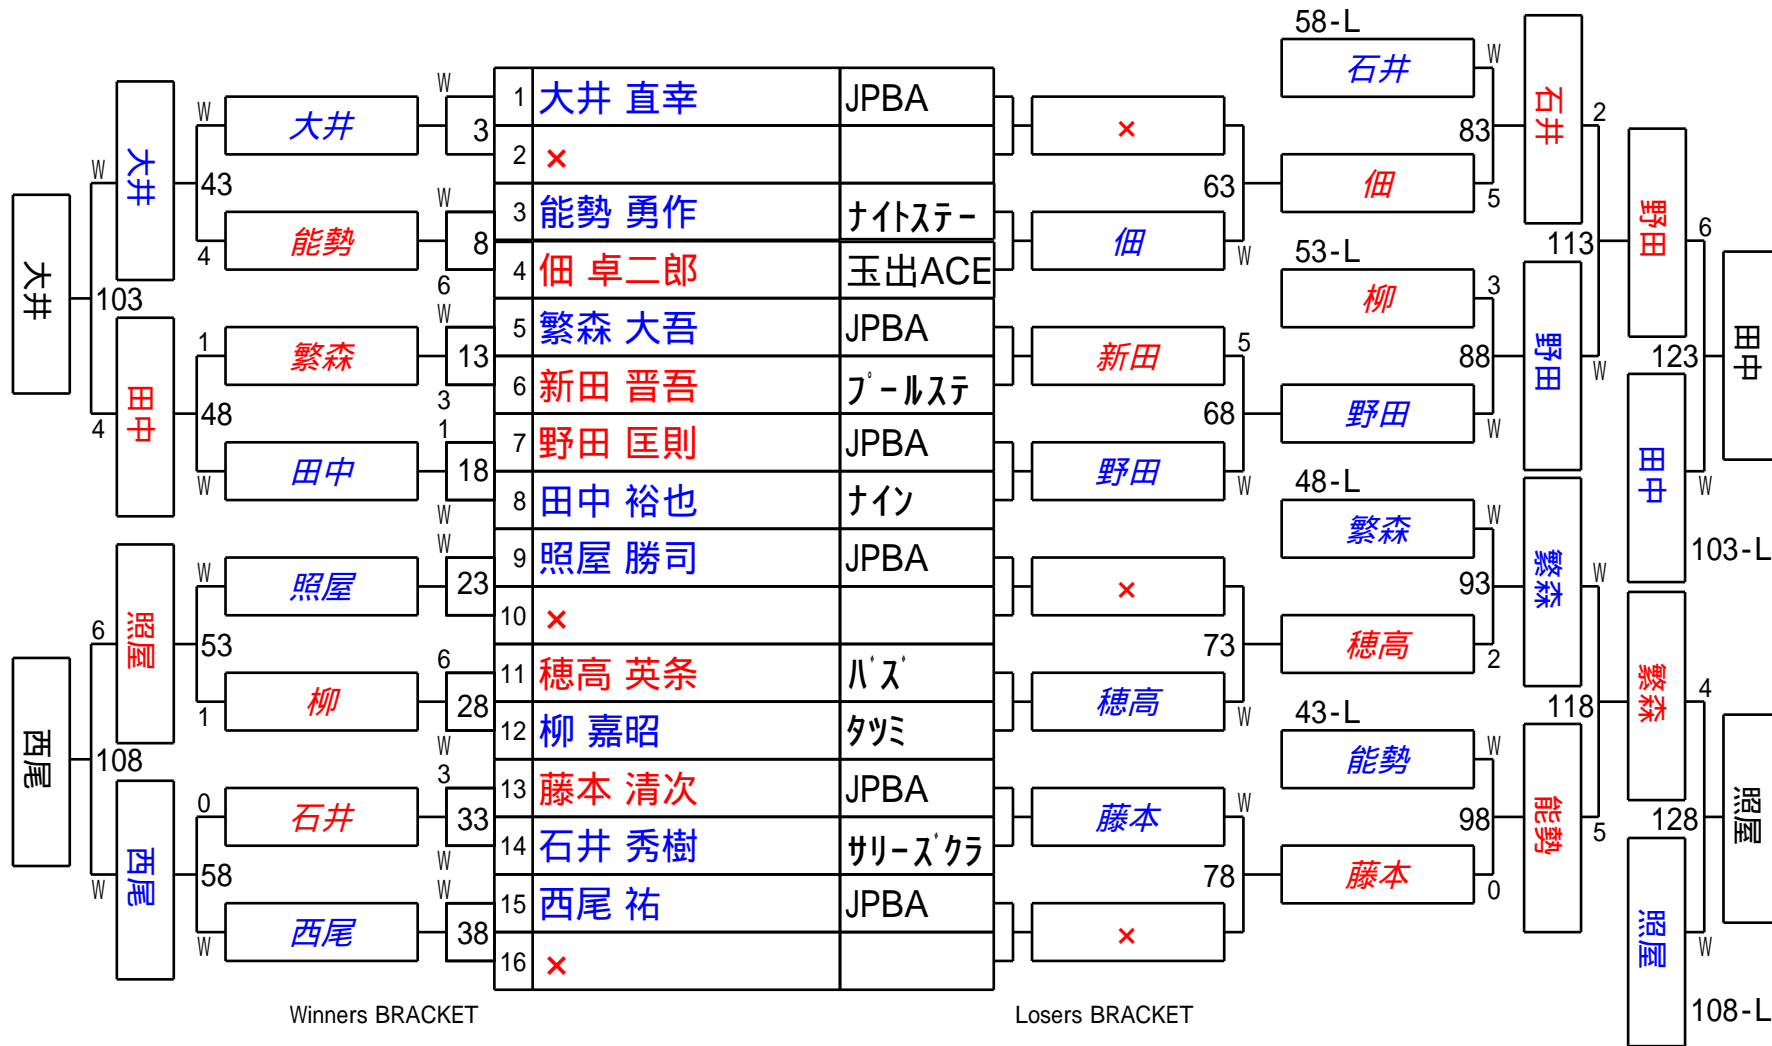 58-L
W 石井 W
大井 W 大井 W 1 大井 直幸 JPBA × 83 石井 2
3
2 × 佃 5
W 43 W 63
4 能勢 8 3 能勢 勇作 ナイトステー 佃 W
6 4 佃 卓二郎 玉出ACE 53-L 113 野田 6
大井 103 W 5 繁森 大吾 JPBA 柳 3
1 繁森 13 新田 5 88 野田 W 123 田中
3 6 新田 晋吾 プールステ
4 田中 48 1 7 野田 匡則 JPBA 68 野田 W
W 田中 18 野田 W 田中 W
W 8 田中 裕也 ナイン 48-L
W 9 照屋 勝司 JPBA 繁森 W 103-L
W 照屋 23 × 93 繁森 W
10 ×
6 照屋 53 73 穂高 2
6 11 穂高 英条 バズ
1 柳 28 穂高 W 118 繁森 4
W 12 柳 嘉昭 タツミ 43-L
西尾 108 3 13 藤本 清次 JPBA 能勢 W
0 石井 33 藤本 W 98 能勢 5 128 照屋
W 14 石井 秀樹 サリーズクラ
W 西尾 58 W 78 藤本 0
15 西尾 祐 JPBA
W 西尾 38 × 照屋 W
16 ×
Winners BRACKET Losers BRACKET 108-L